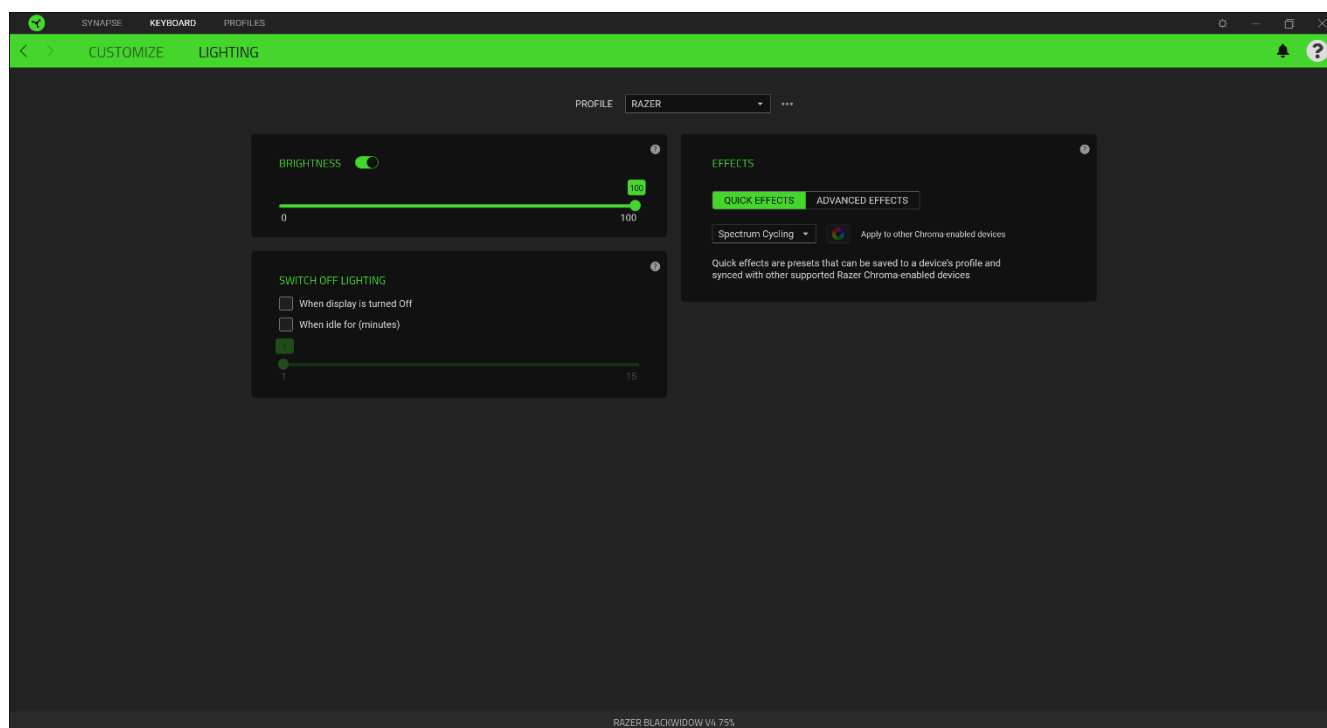 SYNAPSE KEYBOARD PROFILES
CUSTOMIZE LIGHTING
PROFILE RAZER
BRIGHTNESS
100
0 100
SWITCH OFF LIGHTING
When display is turned Off
When idle for (minutes)
1
1 15
EFFECTS
QUICK EFFECTS ADVANCED EFFECTS
Spectrum Cycling Apply to other Chroma-enabled devices
Quick effects are presets that can be saved to a device's profile and
synced with other supported Razer Chroma-enabled devices
RAZER BLACKWIDOW V4 75%